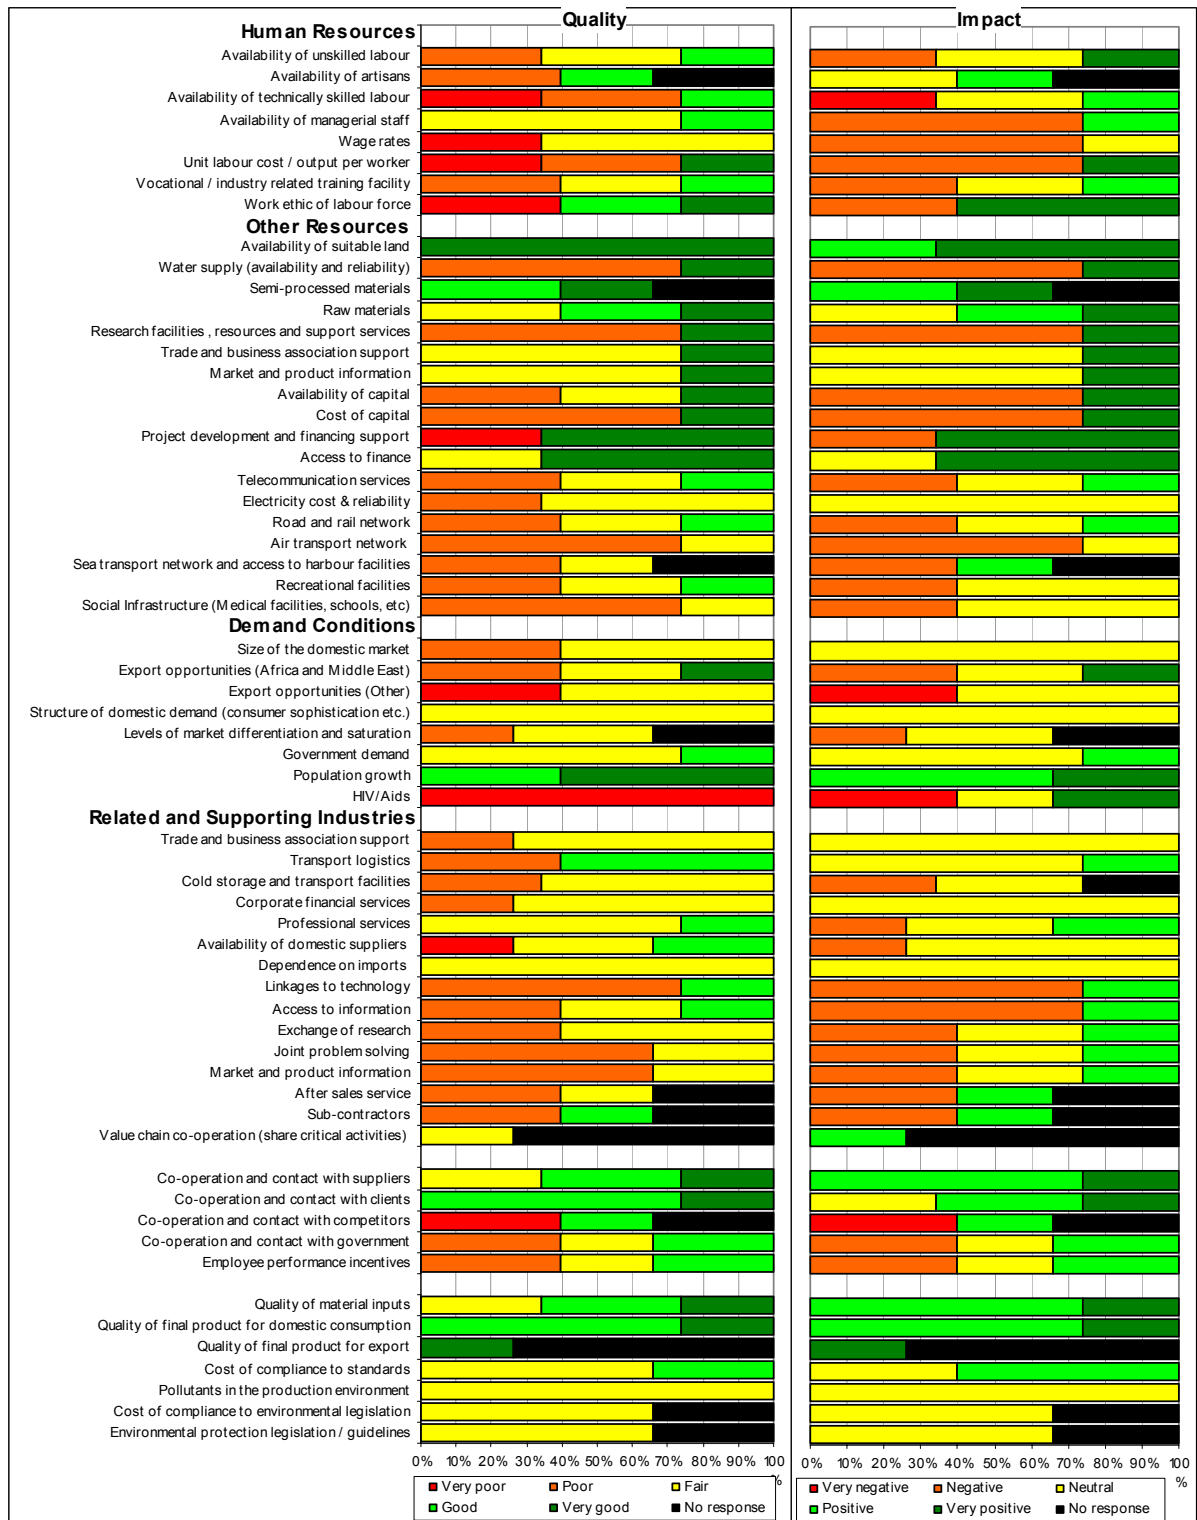 Quality
Impact
Human Resources
Availability of unskilled labour
Availability of artisans
Availability of technically skilled labour
Availability of managerial staff
Wage rates
Unit labour cost / output per worker
Vocational / industry related training facility
Work ethic of labour force
Other Resources
Availability of suitable land
Water supply (availability and reliability)
Semi-processed materials
Raw materials
Research facilities , resources and support services
Trade and business association support
Market and product information
Availability of capital
Cost of capital
Project development and financing support
Access to finance
Telecommunication services
Electricity cost & reliability
Road and rail network
Air transport network
Sea transport network and access to harbour facilities
Recreational facilities
Social Infrastructure (Medical facilities, schools, etc)
Demand Conditions
Size of the domestic market
Export opportunities (Africa and Middle East)
Export opportunities (Other)
Structure of domestic demand (consumer sophistication etc.)
Levels of market differentiation and saturation
Government demand
Population growth
HIV/Aids
Related and Supporting Industries
Trade and business association support
Transport logistics
Cold storage and transport facilities
Corporate financial services
Professional services
Availability of domestic suppliers
Dependence on imports
Linkages to technology
Access to information
Exchange of research
Joint problem solving
Market and product information
After sales service
Sub-contractors
Value chain co-operation (share critical activities)
Co-operation and contact with suppliers
Co-operation and contact with clients
Co-operation and contact with competitors
Co-operation and contact with government
Employee performance incentives
Quality of material inputs
Quality of final product for domestic consumption
Quality of final product for export
Cost of compliance to standards
Pollutants in the production environment
Cost of compliance to environmental legislation
Environmental protection legislation / guidelines
0% 10% 20% 30% 40% 50% 60% 70% 80% 90% 100
%
Very poor Poor Fair
Good Very good No response
0% 10% 20% 30% 40% 50% 60% 70% 80% 90% 100
%
Very negative Negative Neutral
Positive Very positive No response